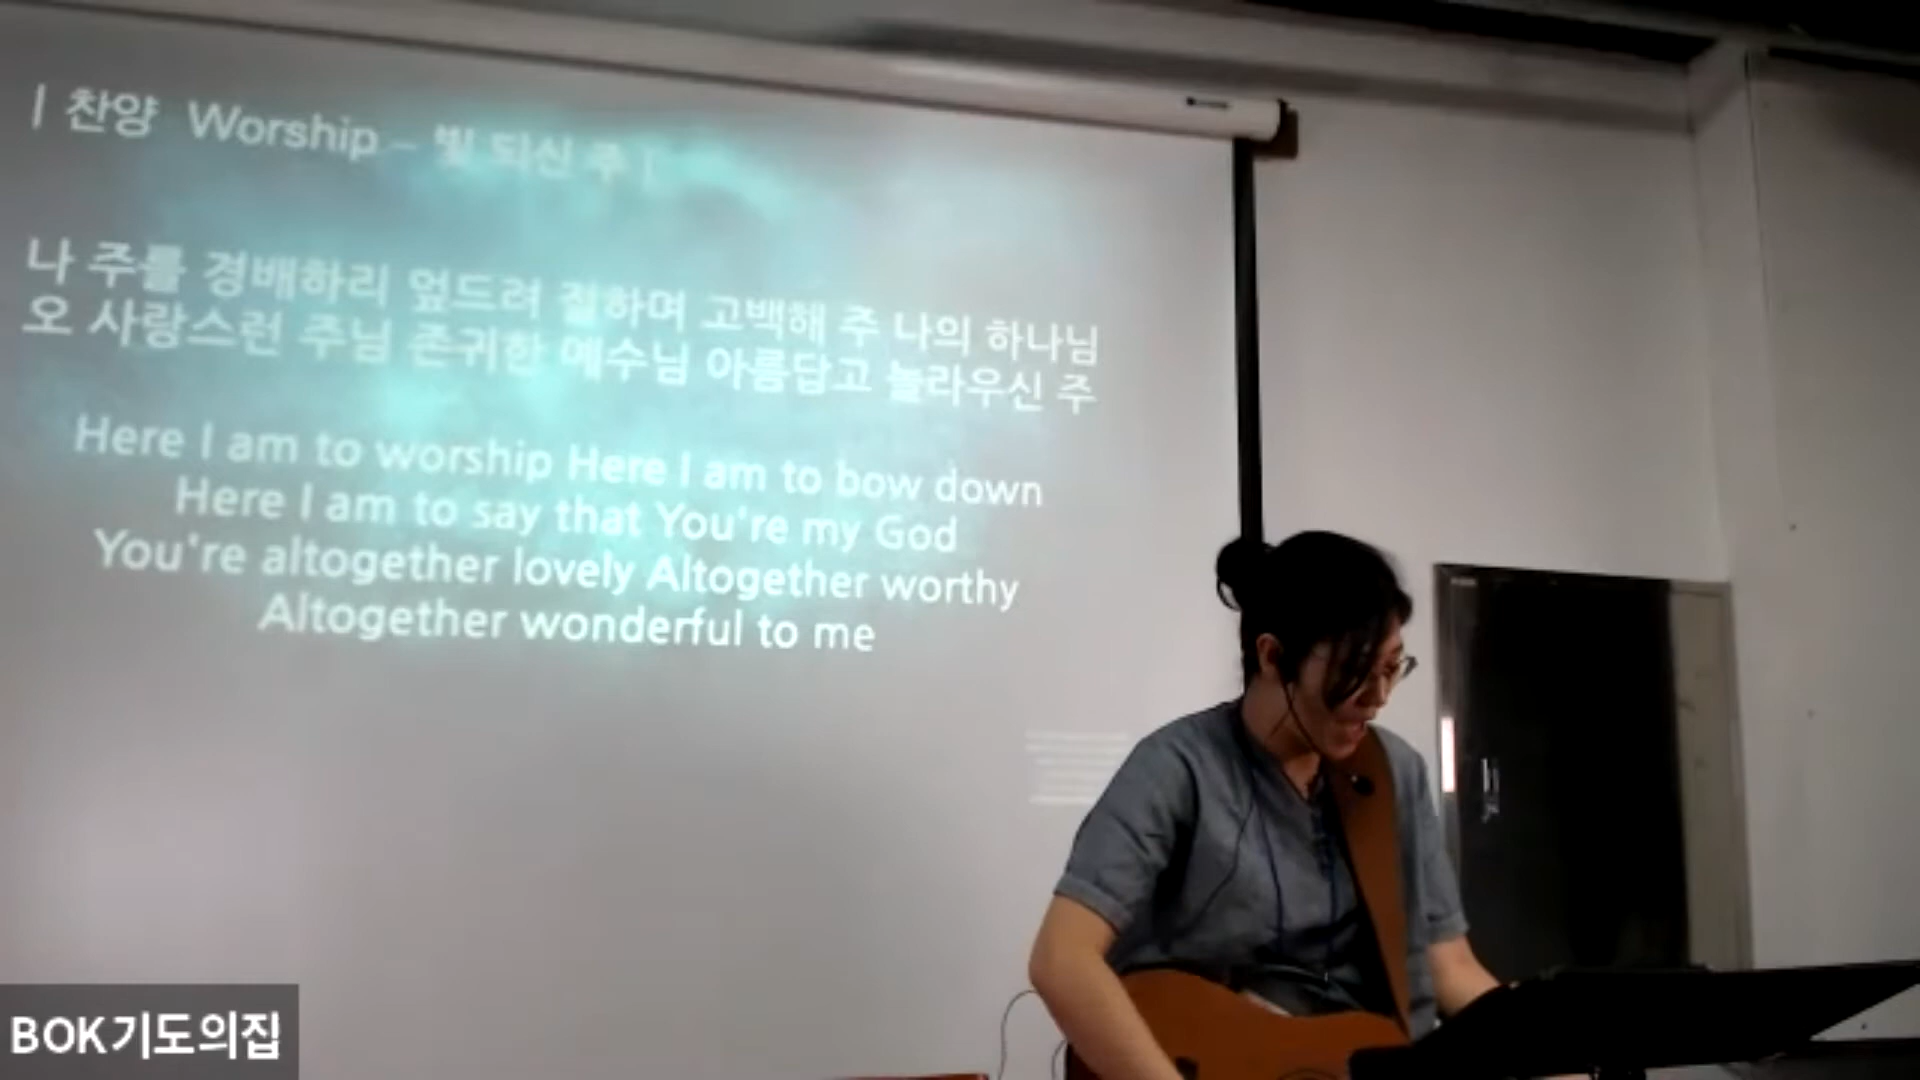 | 찬양 Worship - 빛 되신 주 |
나 주를 경배하리 엎드려 절하며 고백해 주 나의 하나님
오 사랑스런 주님 존귀한 예수님 아름답고 놀라우신 주
Here I am to worship Here I am to bow down
Here I am to say that You're my God
You're altogether lovely Altogether worthy
Altogether wonderful to me
BOK기도의집